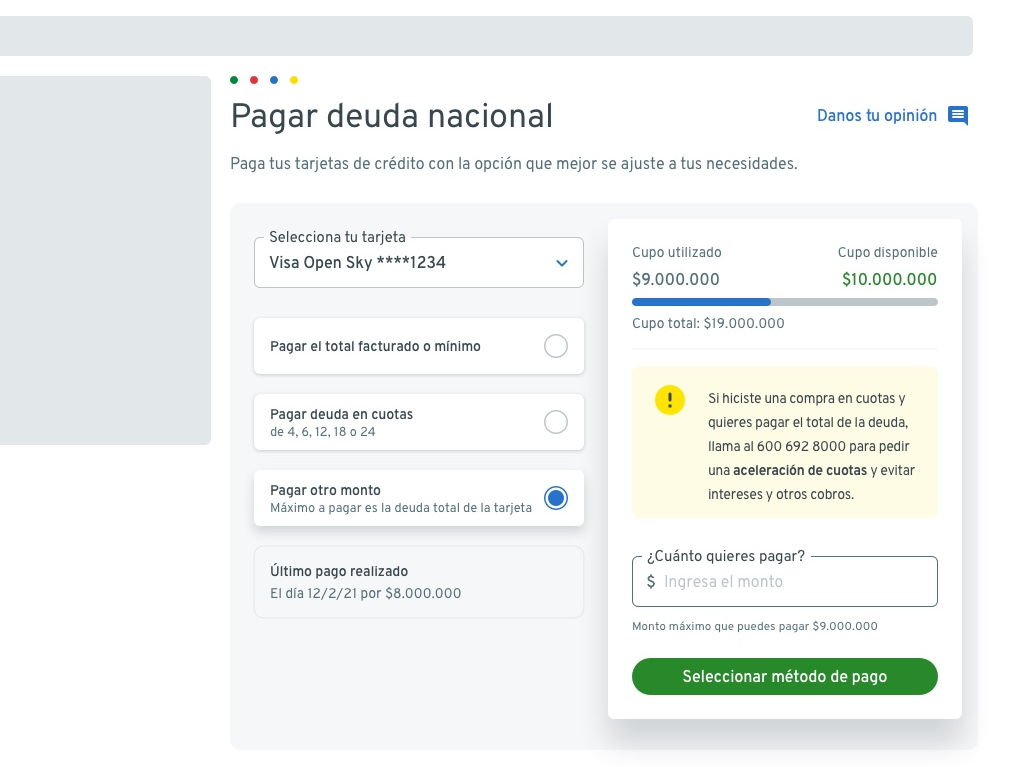 Pagar deuda nacional
Danos tu opinión
Paga tus tarjetas de crédito con la opción que mejor se ajuste a tus necesidades.
Selecciona tu tarjeta
Visa Open Sky ****1234
Pagar el total facturado o mínimo
Pagar deuda en cuotas
de 4, 6, 12, 18 o 24
Pagar otro monto
Máximo a pagar es la deuda total de la tarjeta
Último pago realizado
El día 12/2/21 por $8.000.000
Cupo utilizado
Cupo disponible
$9.000.000
$10.000.000
Cupo total: $19.000.000
Si hiciste una compra en cuotas y
quieres pagar el total de la deuda,
llama al 600 692 8000 para pedir
una aceleración de cuotas y evitar
intereses y otros cobros.
¿Cuánto quieres pagar?
$ Ingresa el monto
Monto máximo que puedes pagar $9.000.000
Seleccionar método de pago